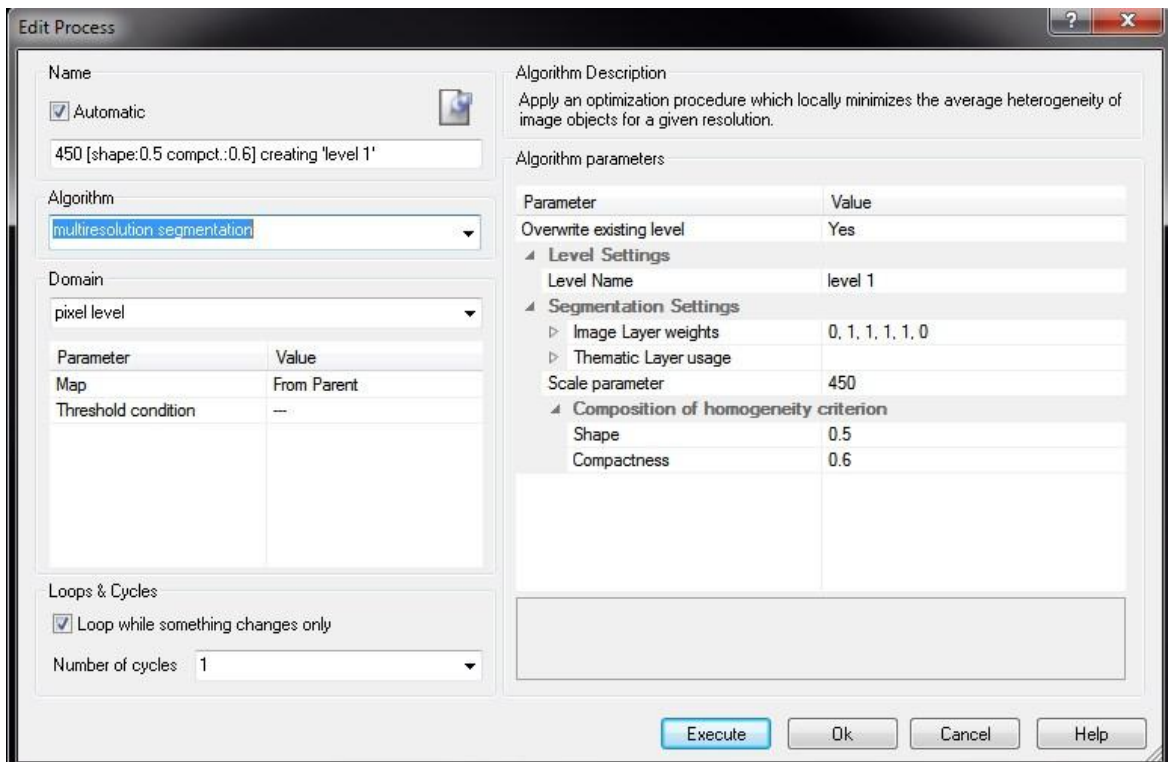 Edit Process
Name
Automatic
450 [shape:0.5 compct.:0.6] creating 'level 1'
Algorithm
multiresolution segmentation
Domain
pixel level
Parameter Value
Map From Parent
Threshold condition ---
Loops & Cycles
Loop while something changes only
Number of cycles 1
Algorithm Description
Apply an optimization procedure which locally minimizes the average heterogeneity of
image objects for a given resolution.
Algorithm parameters
Parameter Value
Overwrite existing level Yes
Level Settings
Level Name level 1
Segmentation Settings
Image Layer weights 0, 1, 1, 1, 1, 0
Thematic Layer usage
Scale parameter 450
Composition of homogeneity criterion
Shape 0.5
Compactness 0.6
Execute Ok Cancel Help